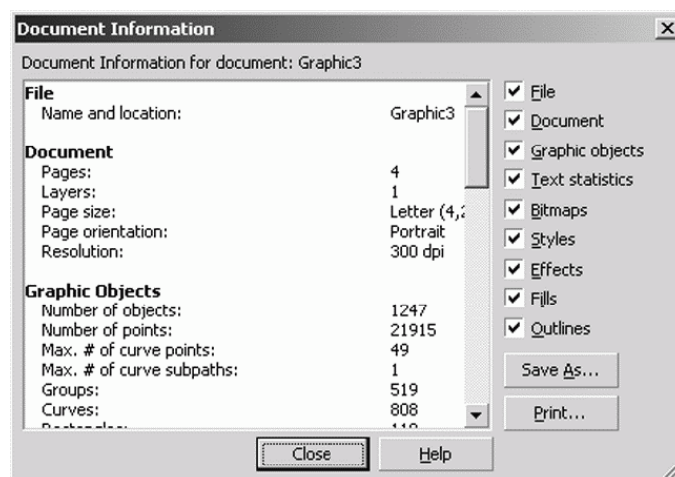 Document Information
Document Information for document: Graphic3
File
Name and location: Graphic3
Document
Pages: 4
Layers: 1
Page size: Letter (4,2
Page orientation: Portrait
Resolution: 300 dpi
Graphic Objects
Number of objects: 1247
Number of points: 21915
Max. # of curve points: 49
Max. # of curve subpaths: 1
Groups: 519
Curves: 808
File
Document
Graphic objects
Text statistics
Bitmaps
Styles
Effects
Fills
Outlines
Save As...
Print...
Close
Help